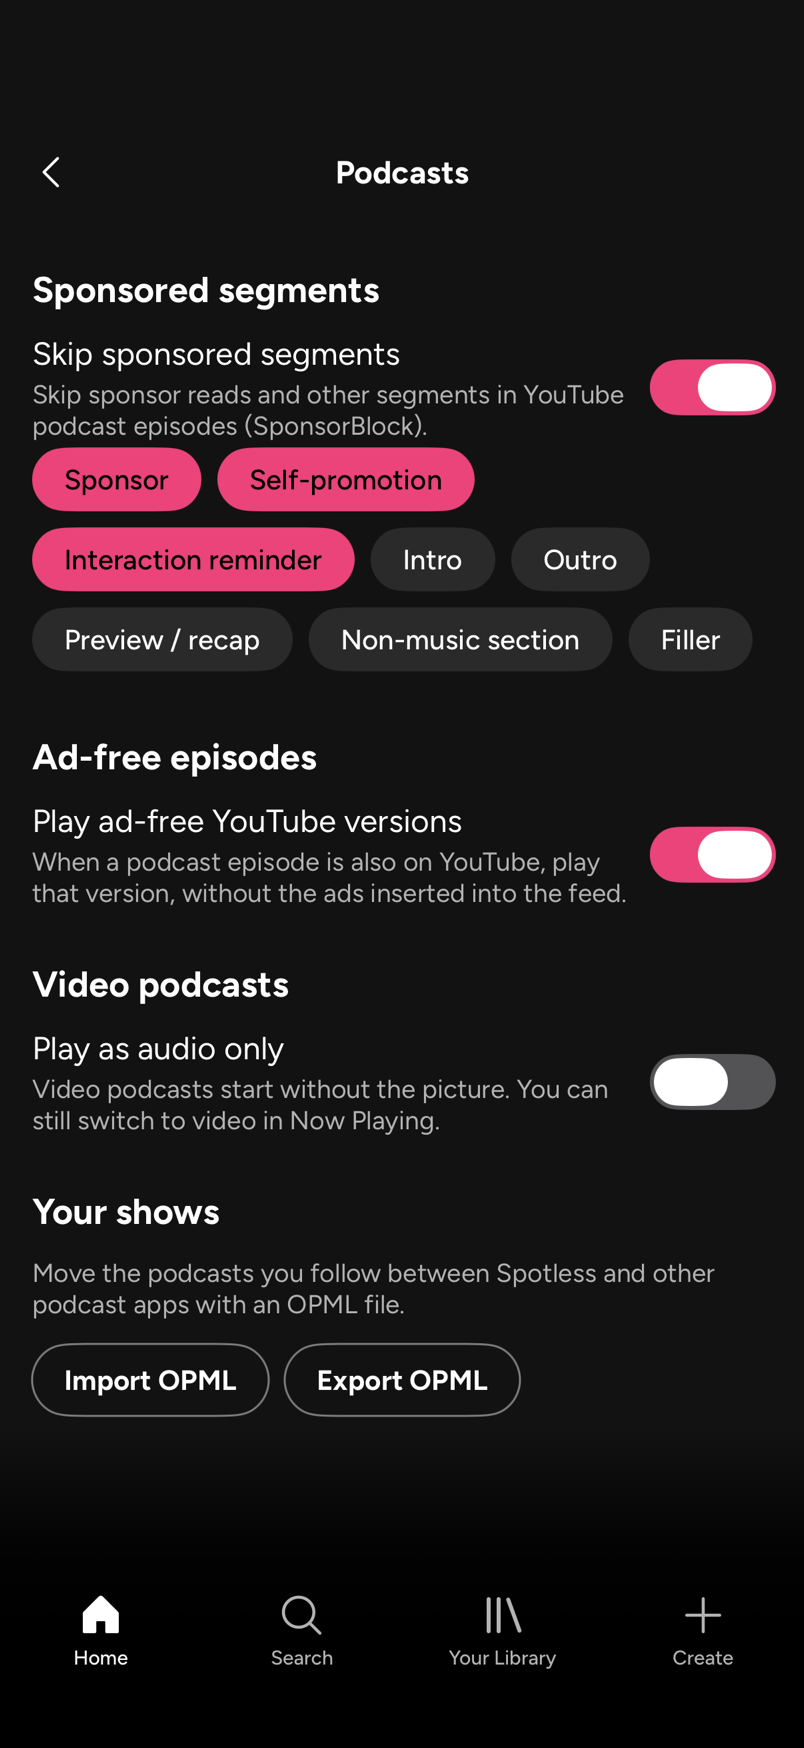 Podcasts
Sponsored segments
Skip sponsored segments
Skip sponsor reads and other segments in YouTube
podcast episodes (SponsorBlock).
Sponsor Self-promotion
Interaction reminder Intro Outro
Preview / recap Non-music section Filler
Ad-free episodes
Play ad-free YouTube versions
When a podcast episode is also on YouTube, play
that version, without the ads inserted into the feed.
Video podcasts
Play as audio only
Video podcasts start without the picture. You can
still switch to video in Now Playing.
Your shows
Move the podcasts you follow between Spotless and other
podcast apps with an OPML file.
Import OPML Export OPML
Home Search Your Library Create